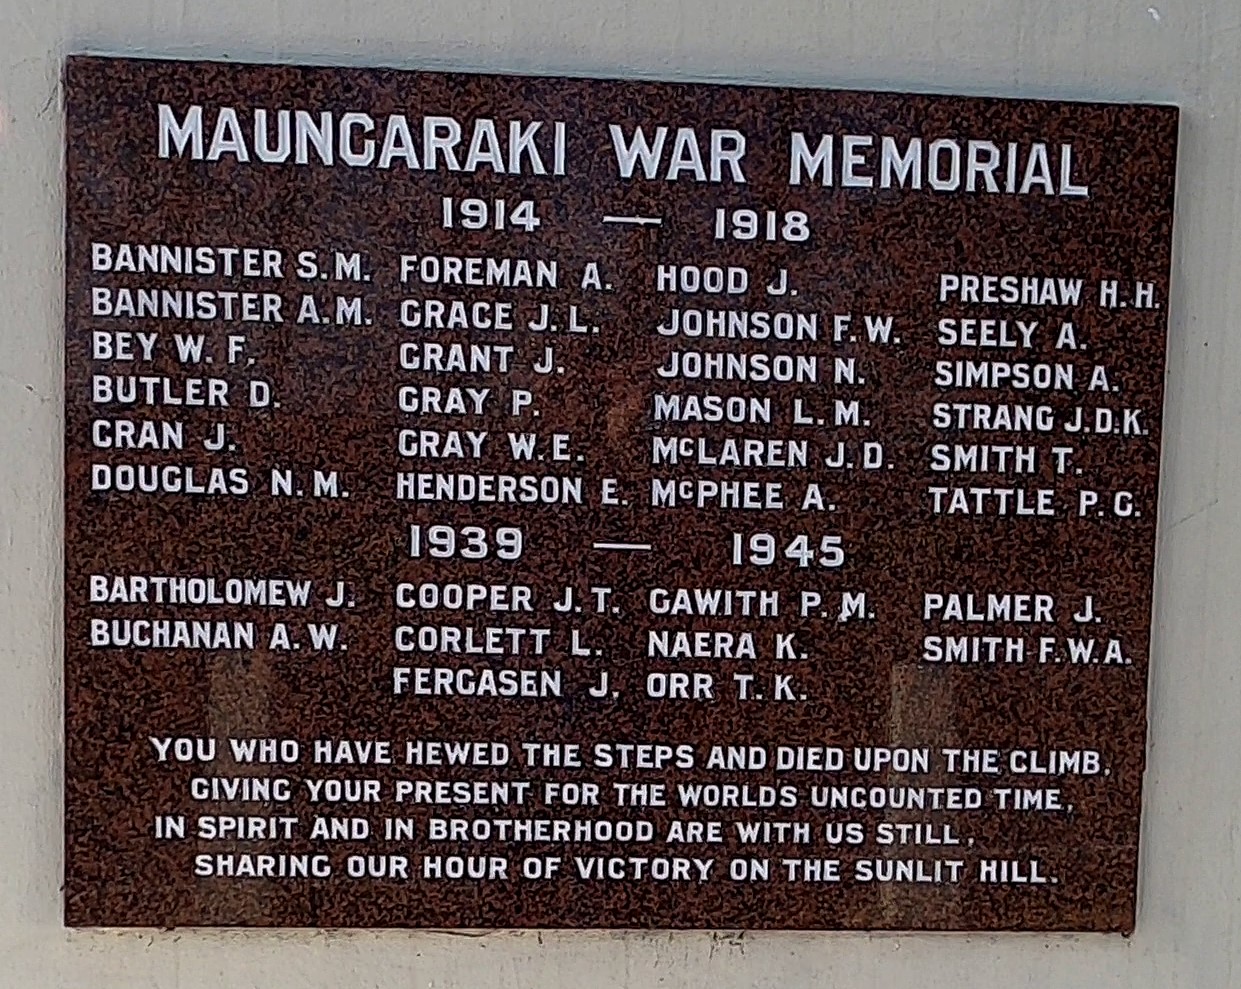 MAUNGARAKI WAR MEMORIAL
1914 — 1918
BANNISTER S.M. FOREMAN A. HOOD J. PRESHAW H.H.
BANNISTER A.M. GRACE J.L. JOHNSON F.W. SEELY A.
BEY W.F. GRANT J. JOHNSON N. SIMPSON A.
BUTLER D. GRAY P. MASON L.M. STRANG J.D.K.
CRAN J. GRAY W.E. McLAREN J.D. SMITH T.
DOUGLAS N.M. HENDERSON E. McPHEE A. TATTLE P.G.
1939 — 1945
BARTHOLOMEW J. COOPER J.T. GAWITH P.M. PALMER J.
BUCHANAN A.W. CORLETT L. NAERA K. SMITH F.W.A.
FERGASEN J. ORR T.K.
YOU WHO HAVE HEWED THE STEPS AND DIED UPON THE CLIMB,
GIVING YOUR PRESENT FOR THE WORLDS UNCOUNTED TIME,
IN SPIRIT AND IN BROTHERHOOD ARE WITH US STILL,
SHARING OUR HOUR OF VICTORY ON THE SUNLIT HILL.